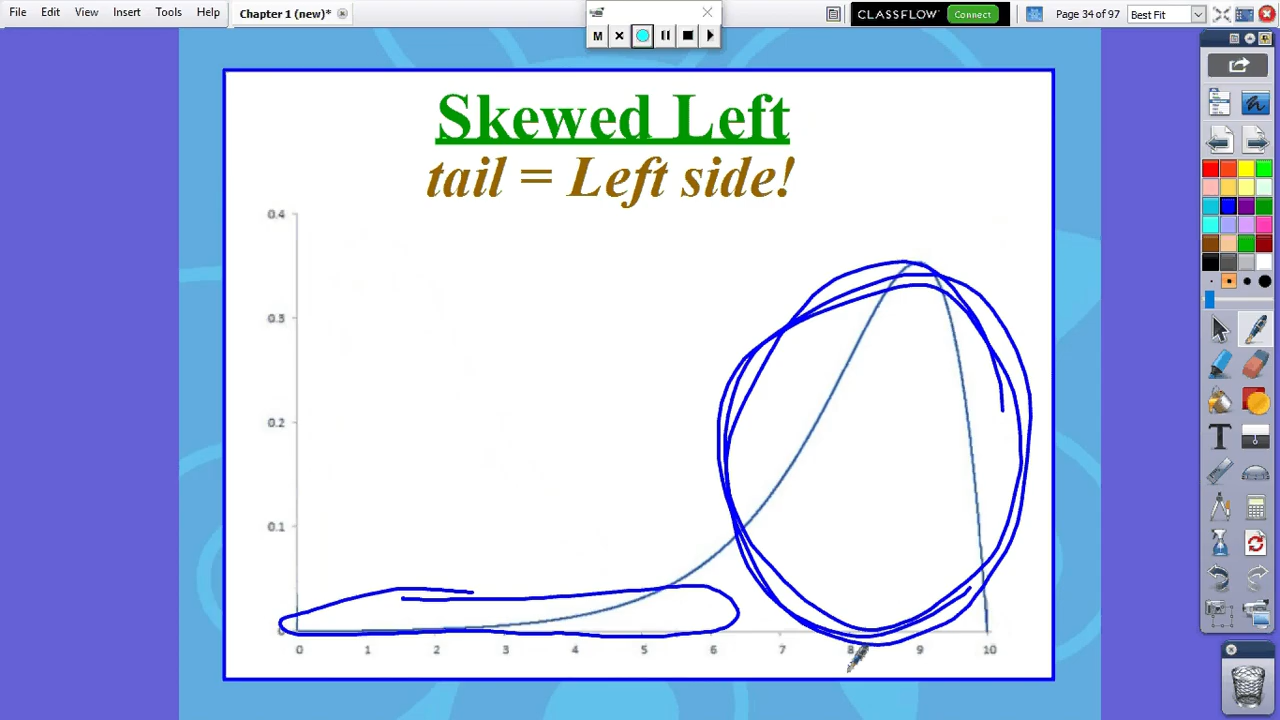 File Edit View Insert Tools Help Chapter 1 (new)* CLASSFLOW Connect Page 34 of 97 Best Fit
M
Skewed Left
tail = Left side!
0.4
0.3
0.2
0.1
0
0 1 2 3 4 5 6 7 8 9 10
T